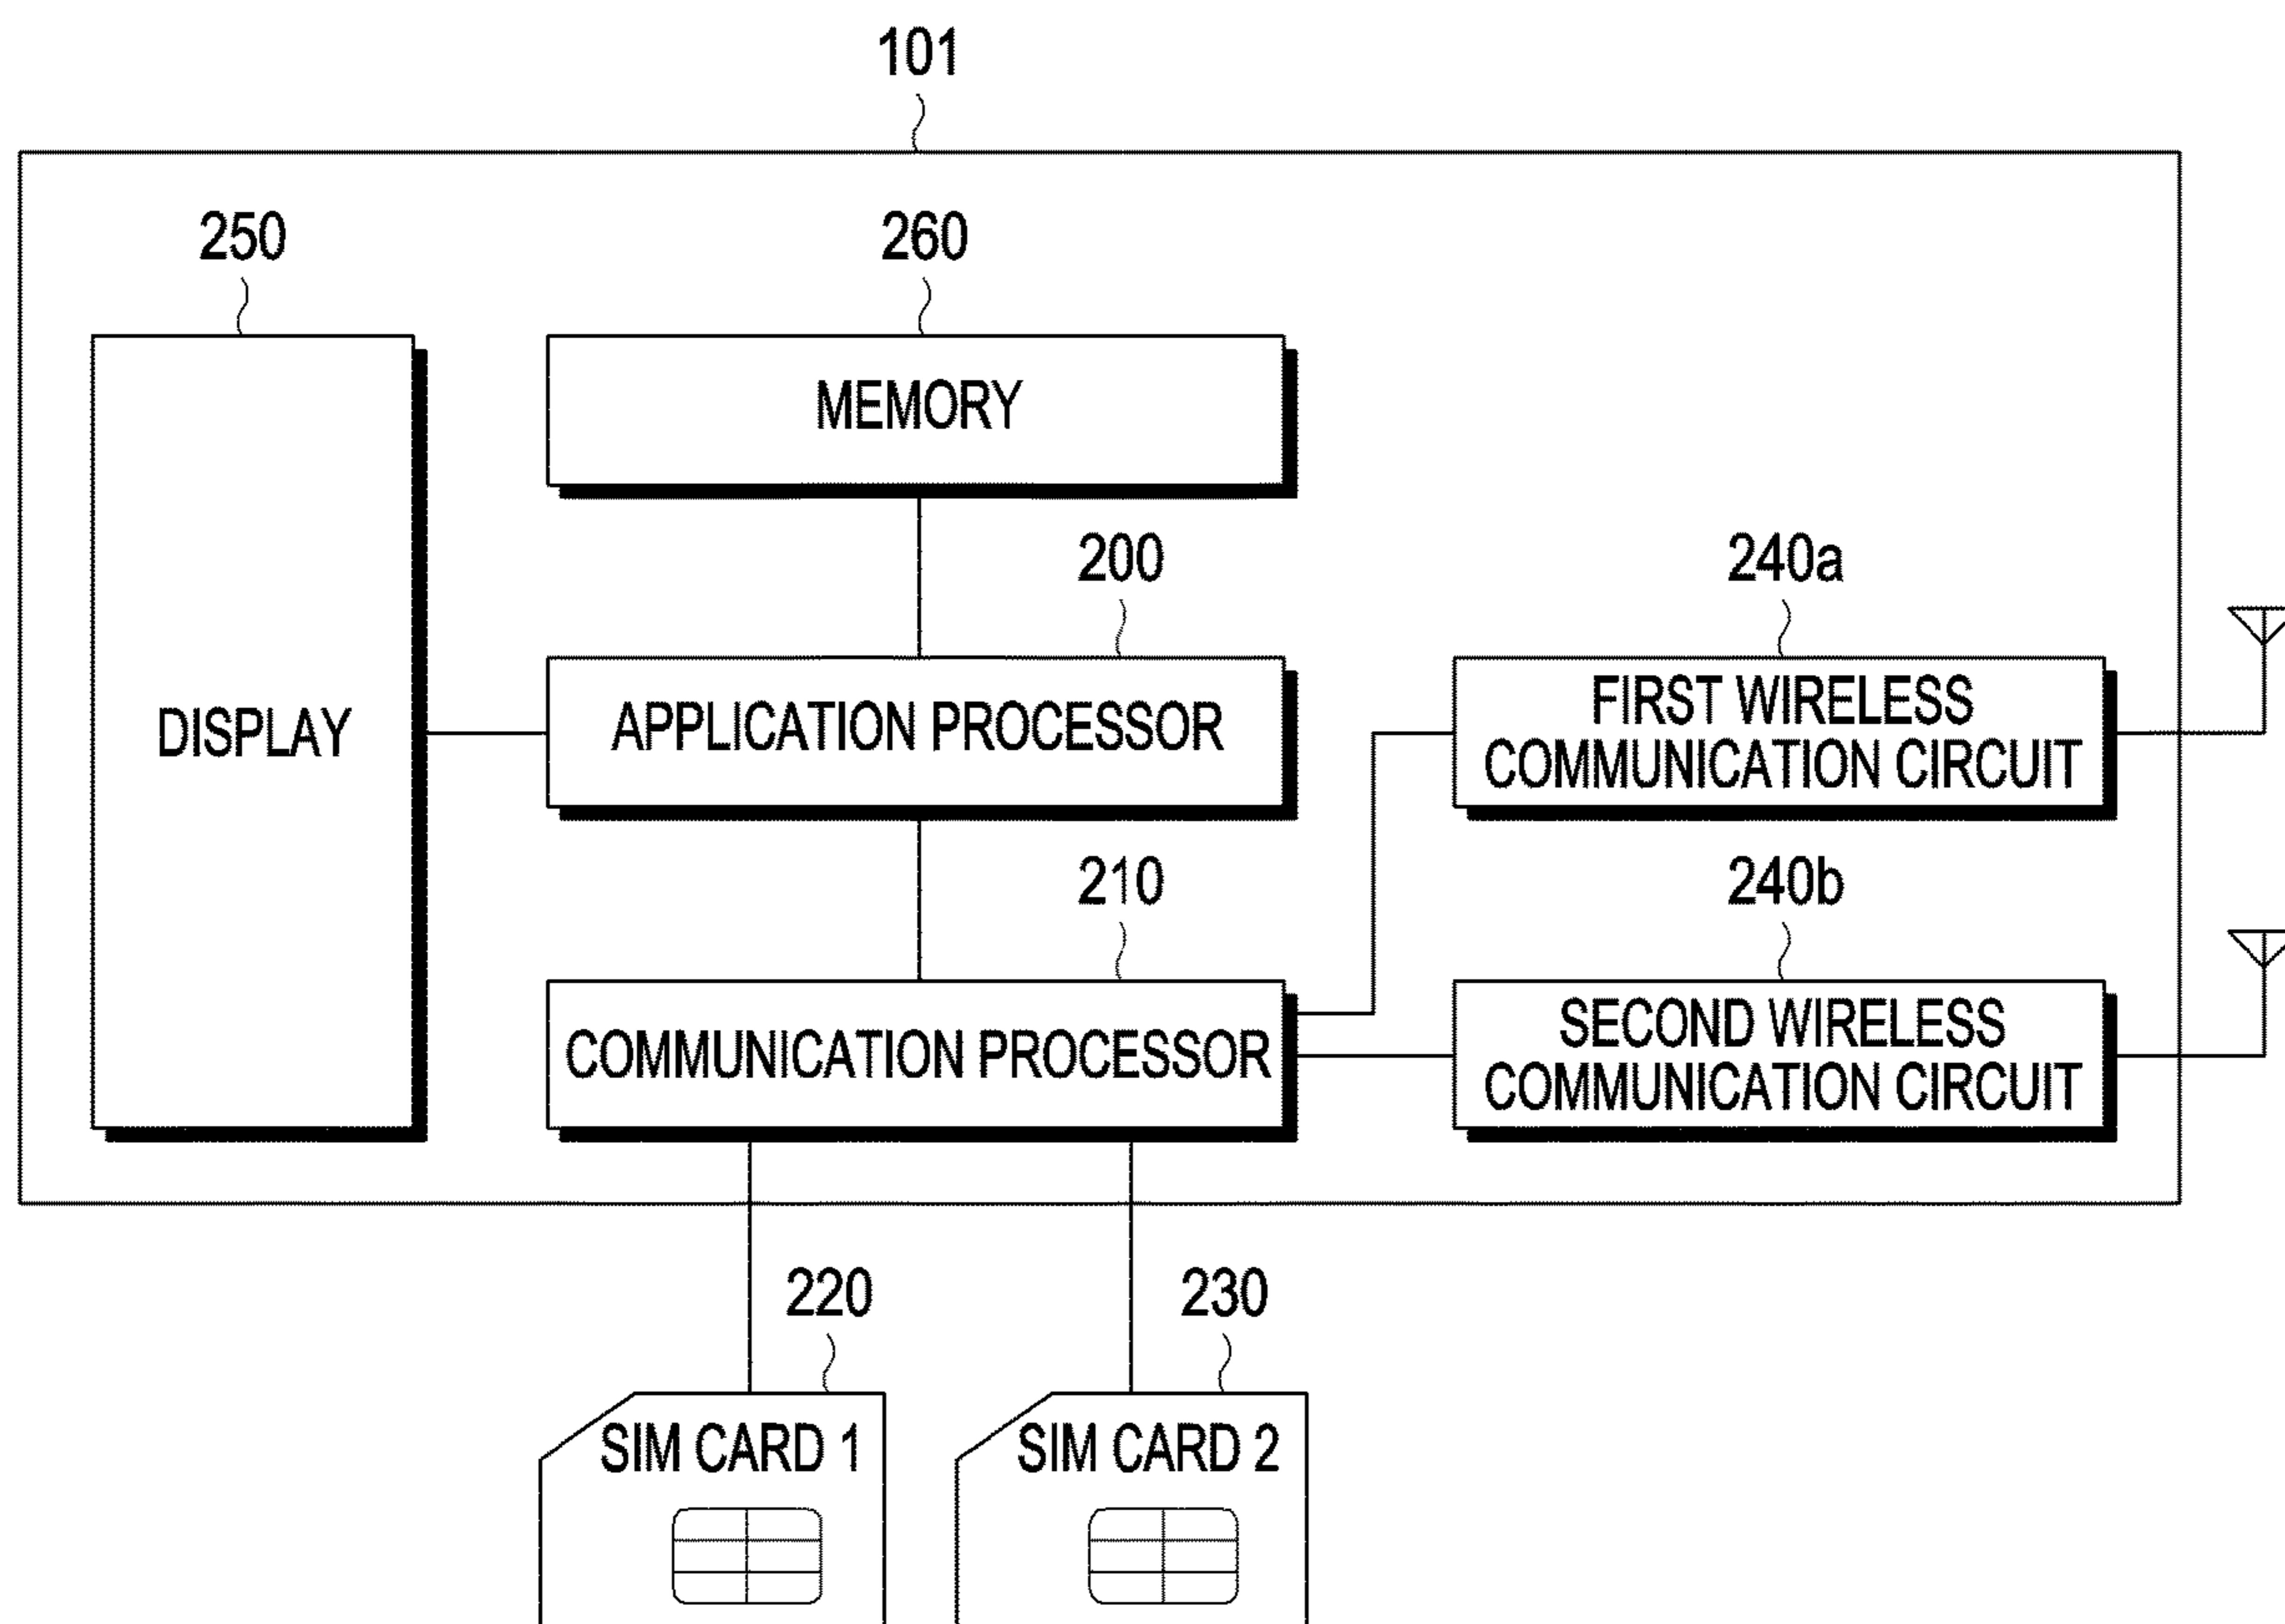 101
250
260
MEMORY
200
240a
DISPLAY
APPLICATION PROCESSOR
FIRST WIRELESS
COMMUNICATION CIRCUIT
210
240b
COMMUNICATION PROCESSOR
SECOND WIRELESS
COMMUNICATION CIRCUIT
220
230
SIM CARD 1
SIM CARD 2